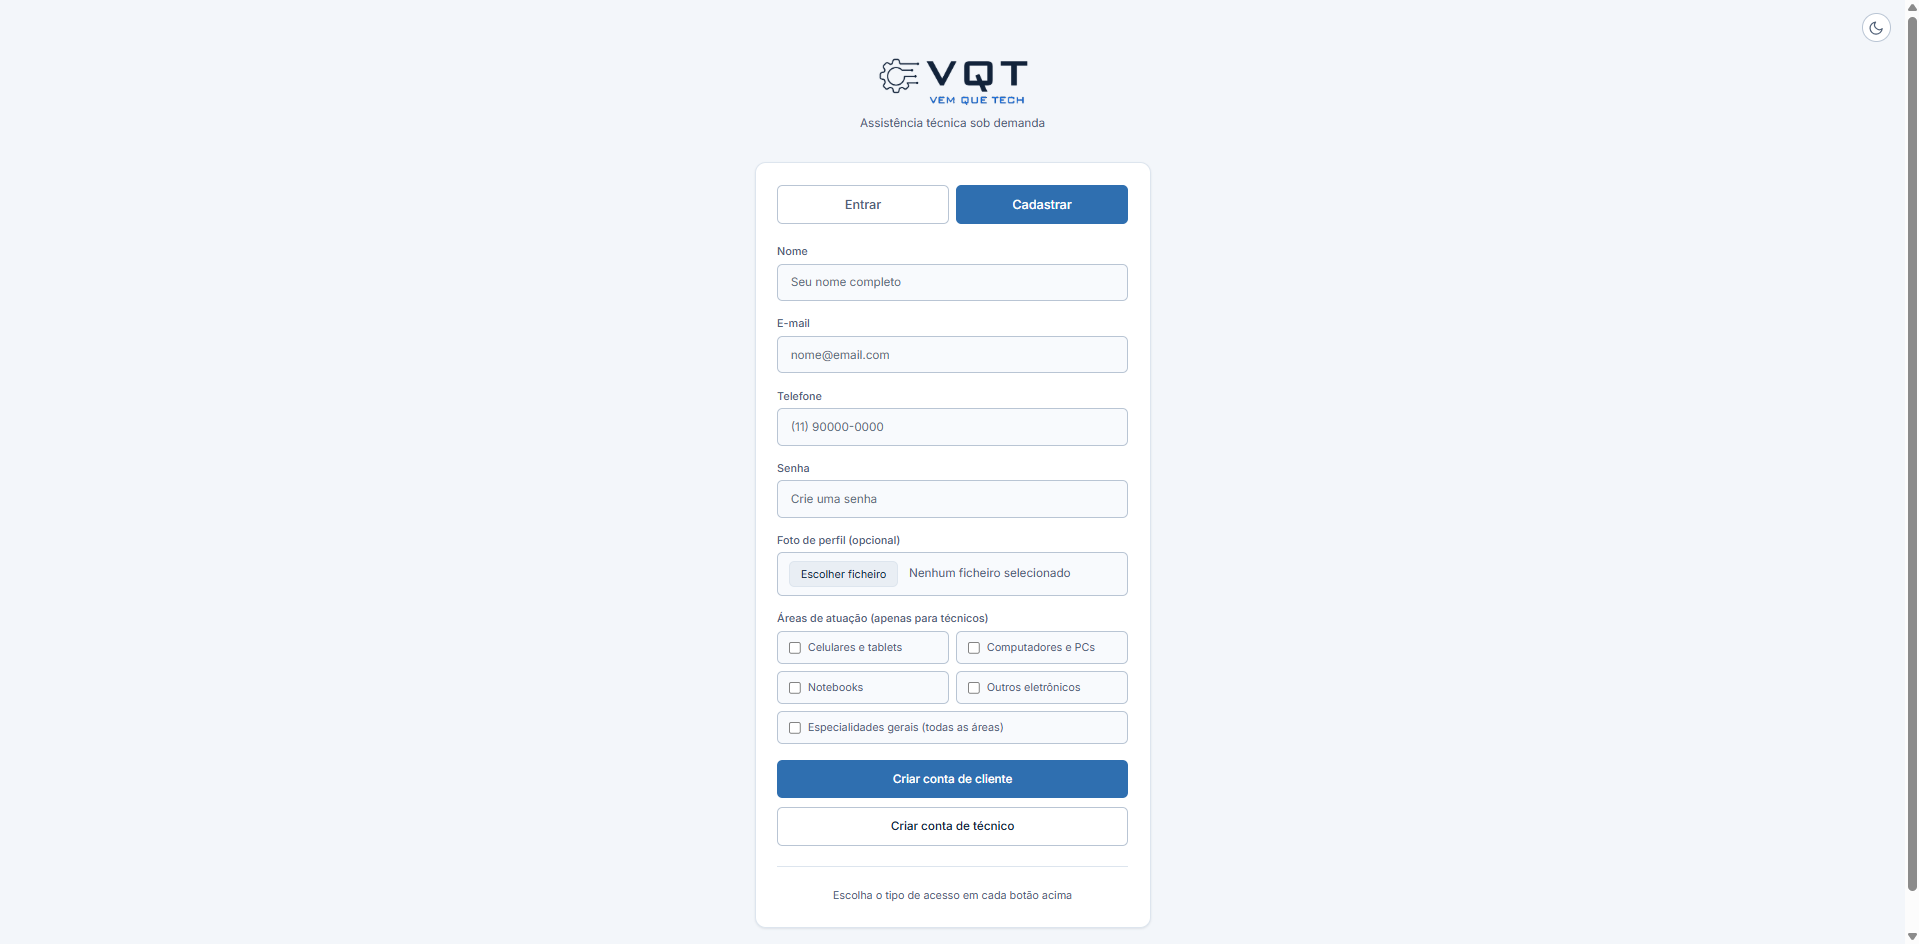 VQT
VEM QUE TECH
Assistência técnica sob demanda
Entrar
Cadastrar
Nome
Seu nome completo
E-mail
nome@email.com
Telefone
(11) 90000-0000
Senha
Crie uma senha
Foto de perfil (opcional)
Escolher ficheiro Nenhum ficheiro selecionado
Áreas de atuação (apenas para técnicos)
Celulares e tablets
Computadores e PCs
Notebooks
Outros eletrônicos
Especialidades gerais (todas as áreas)
Criar conta de cliente
Criar conta de técnico
Escolha o tipo de acesso em cada botão acima